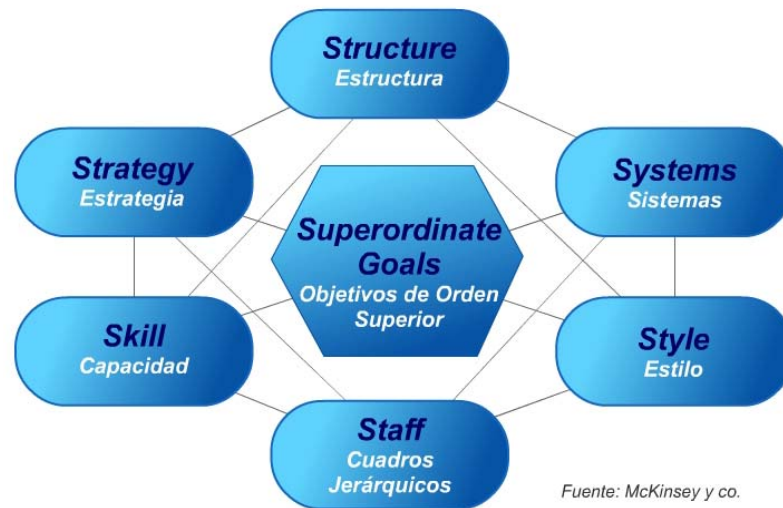 Structure
Estructura
Strategy
Estrategia
Systems
Sistemas
Superordinate
Goals
Objetivos de Orden
Superior
Skill
Capacidad
Style
Estilo
Staff
Cuadros
Jerárquicos
Fuente: McKinsey y co.